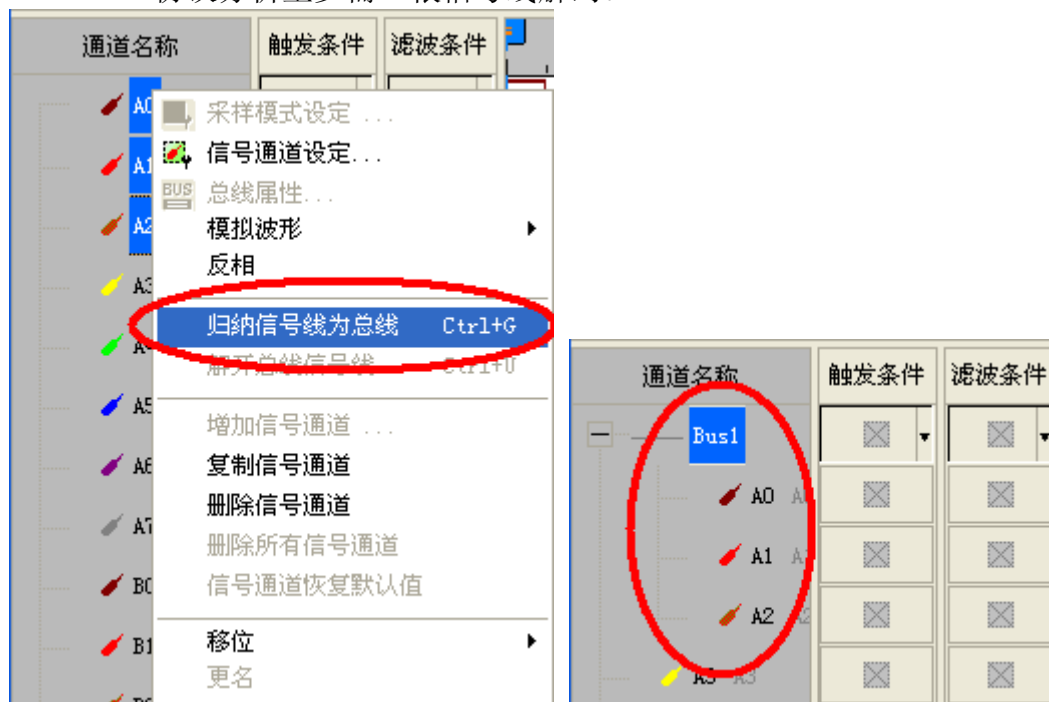 通道名称 触发条件 滤波条件
A0
采样模式设定 ...
信号通道设定...
A1
BUS 总线属性...
A2
模拟波形
反相
A3
归纳信号线为总线 Ctrl+G
解开总线信号线 Ctrl+U
A5
增加信号通道 ...
A6
复制信号通道
删除信号通道
A7
删除所有信号通道
B0
信号通道恢复默认值
B1
移位
更名
通道名称 触发条件 滤波条件
Bus1
A0
A1
A2 A2
A3 A3